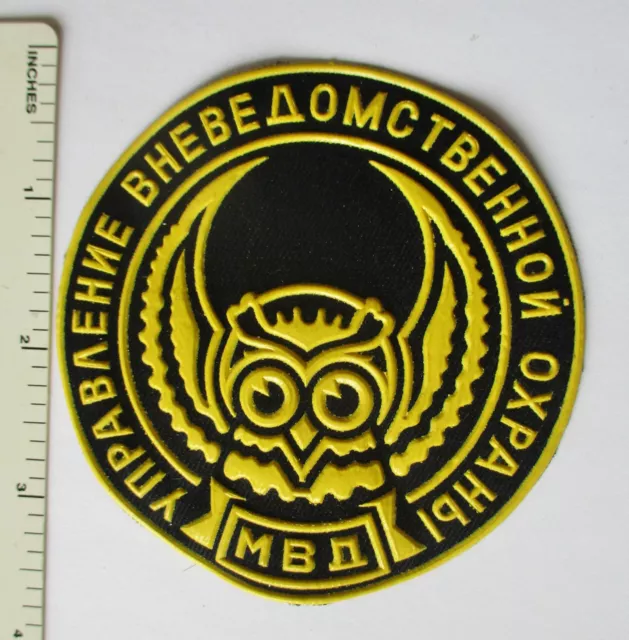 УПРАВЛЕНИЕ ВНЕВЕДОМСТВЕННОЙ ОХРАНЫ
МВД
INCHES
1
2
3
4